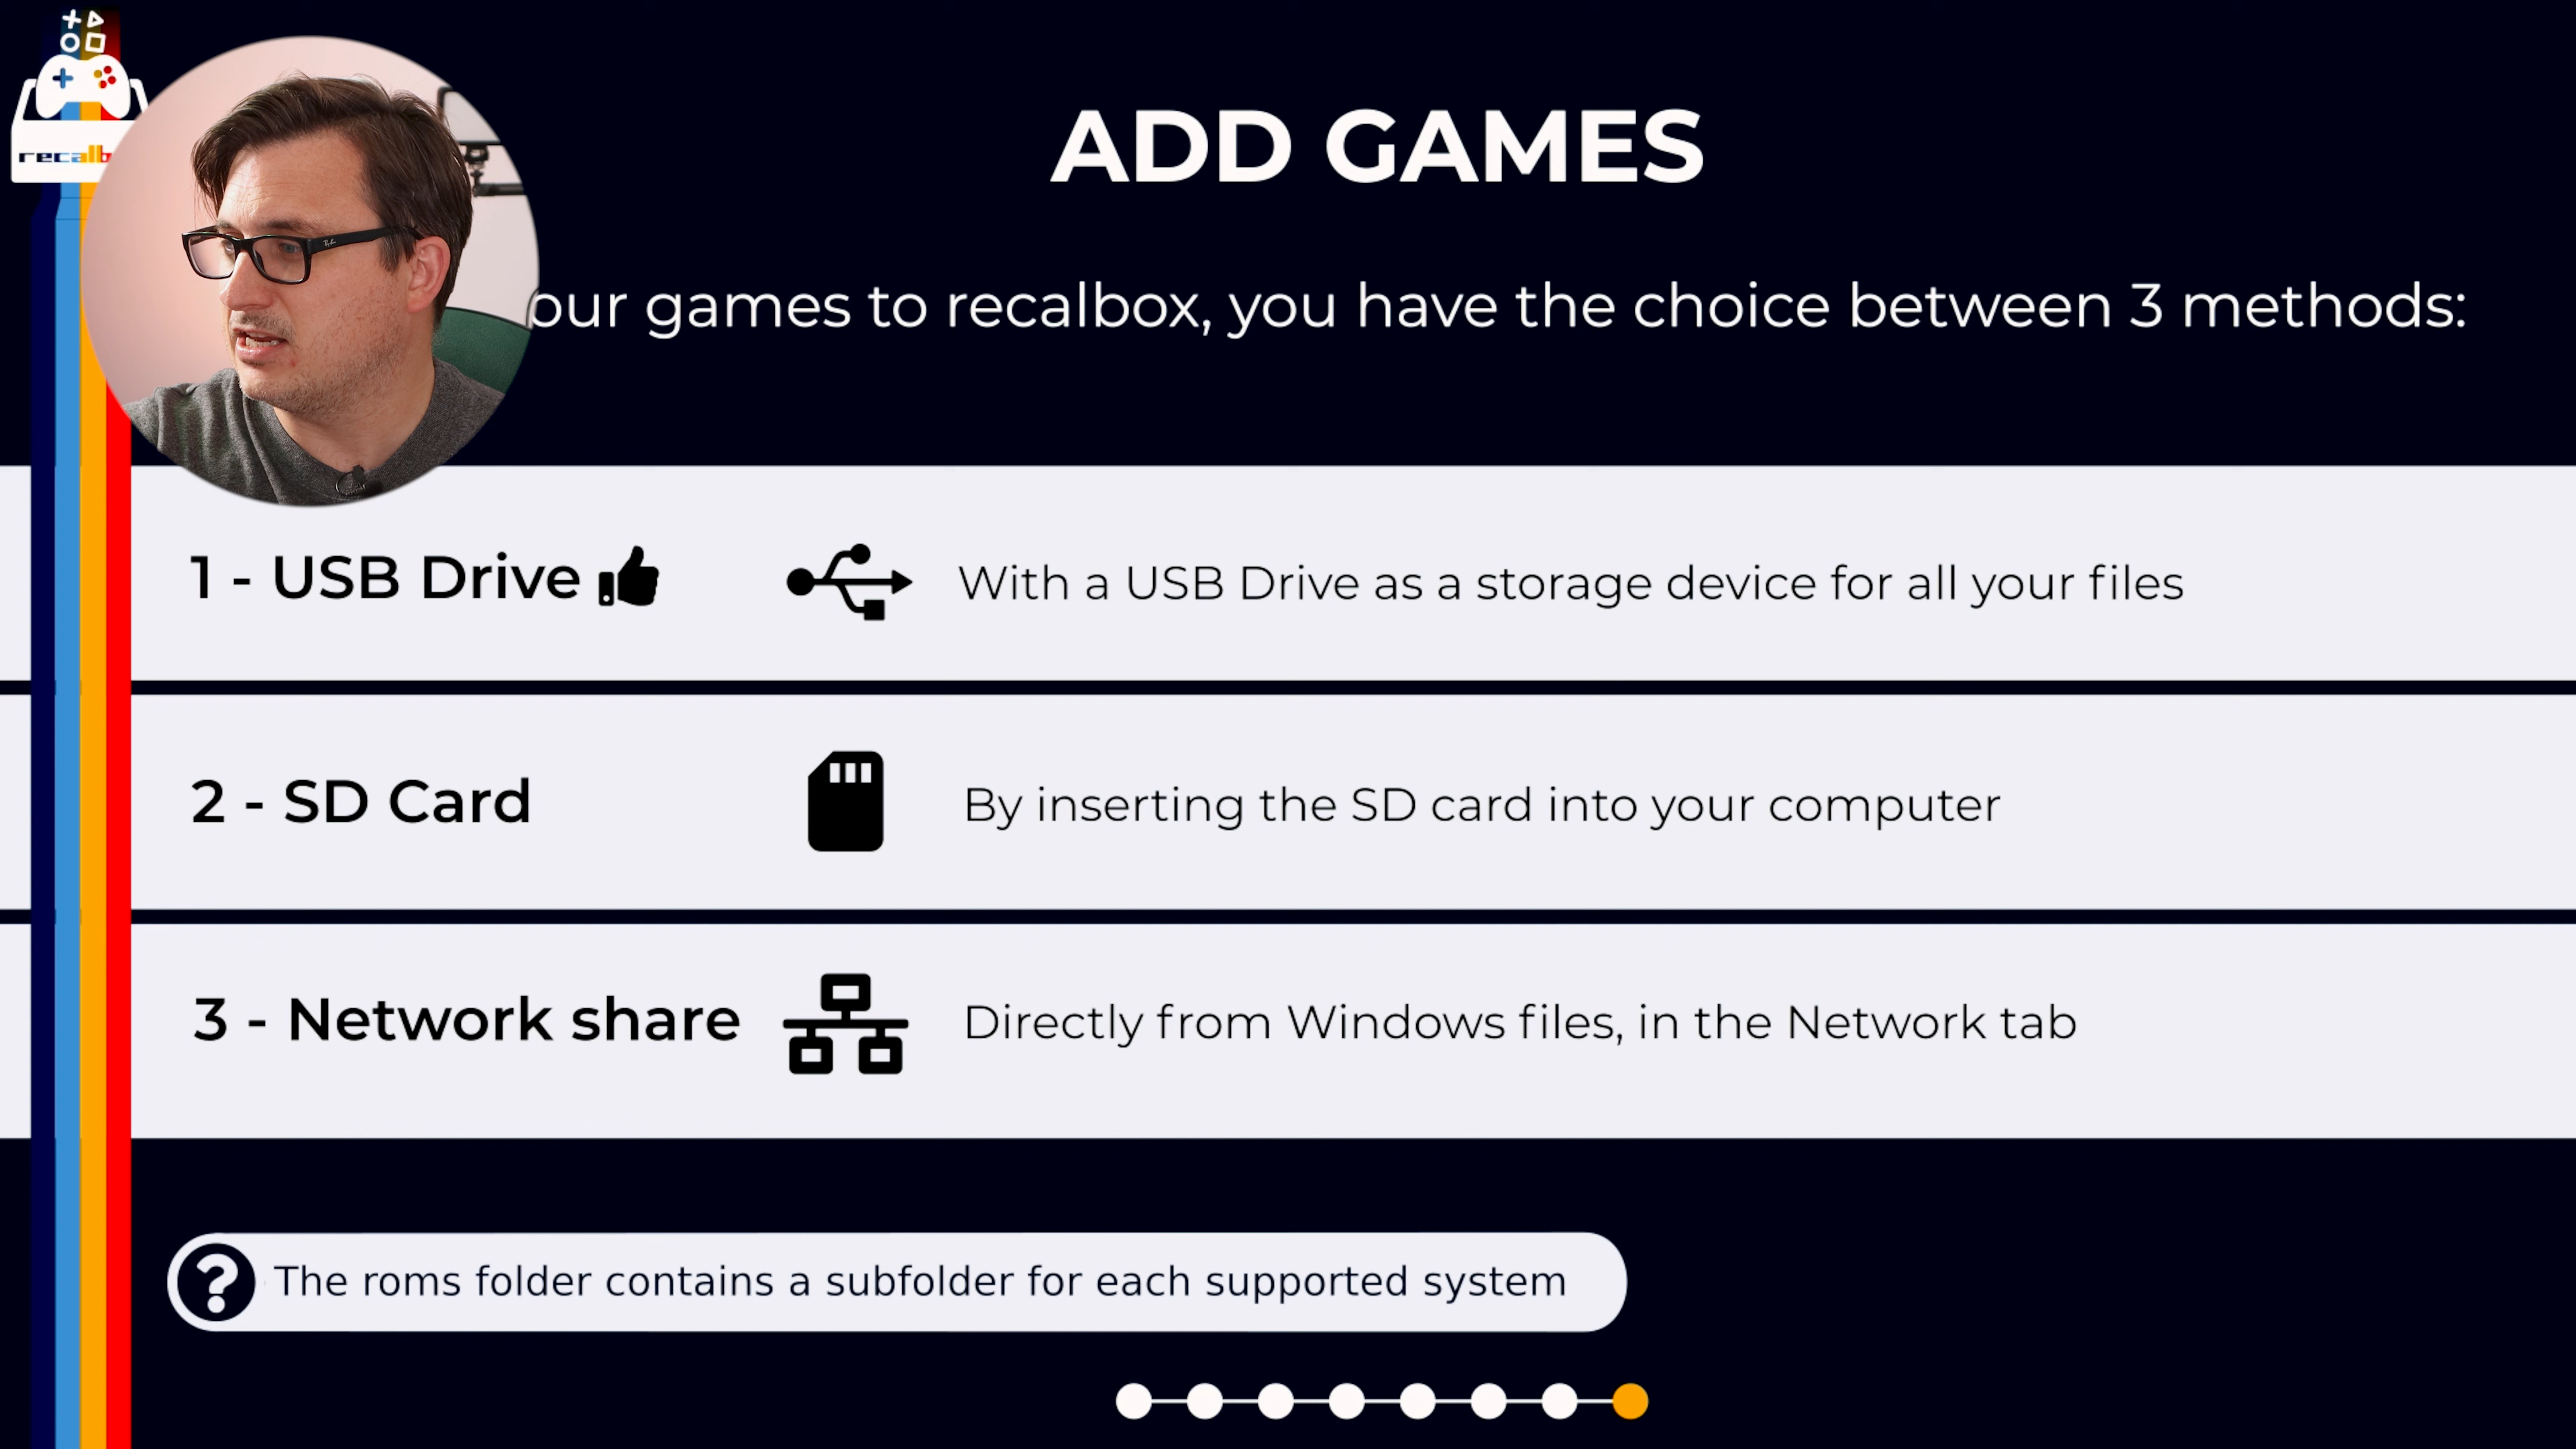 ADD GAMES
our games to recalbox, you have the choice between 3 methods:
1 - USB Drive
With a USB Drive as a storage device for all your files
2 - SD Card
By inserting the SD card into your computer
3 - Network share
Directly from Windows files, in the Network tab
? The roms folder contains a subfolder for each supported system